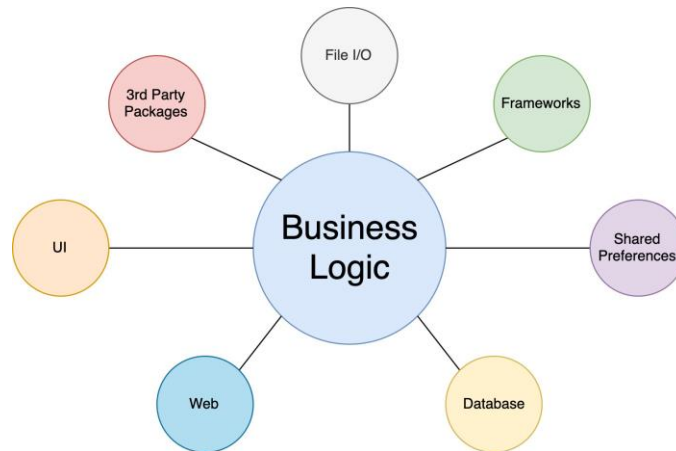 File I/O
3rd Party
Packages
Frameworks
Business
Logic
UI
Shared
Preferences
Web
Database